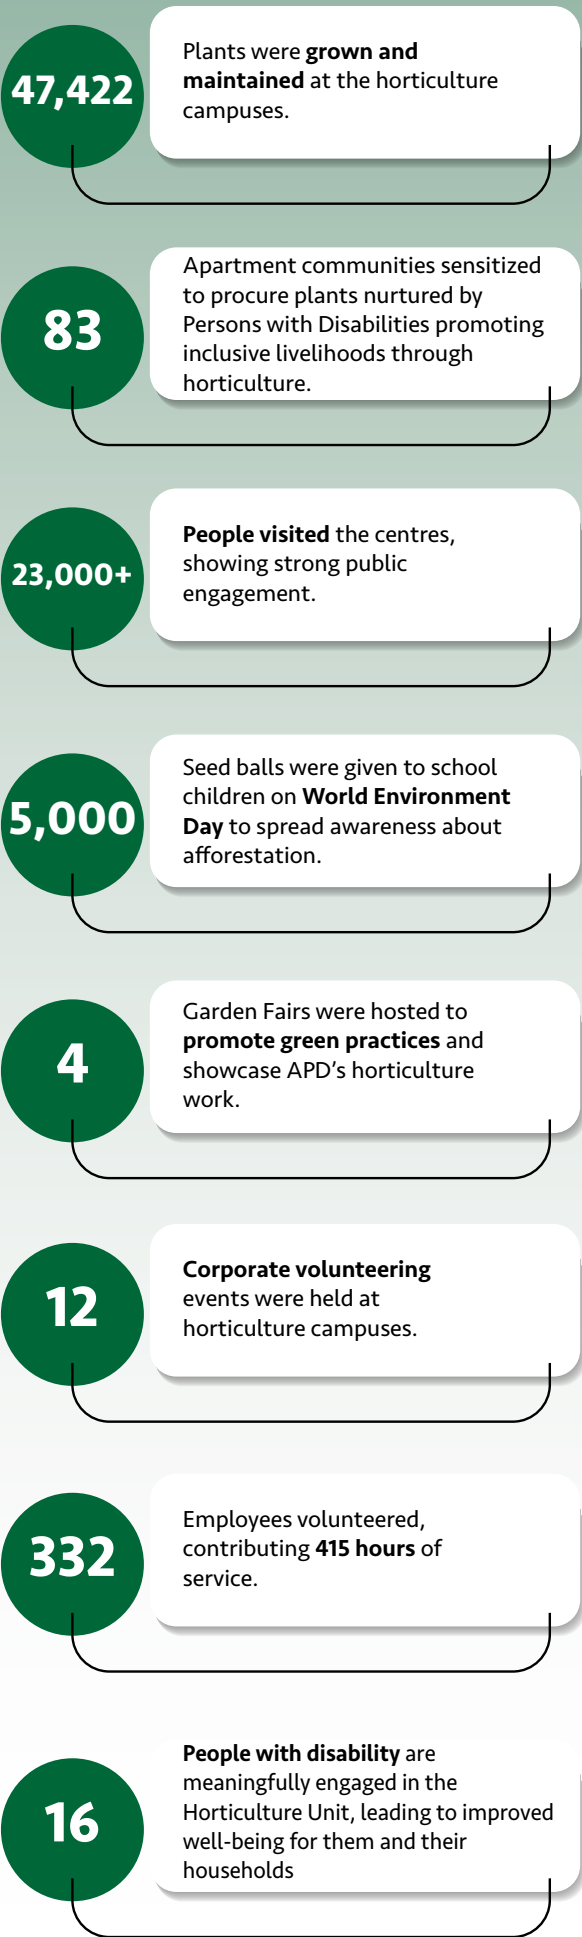 47,422
Plants were grown and
maintained at the horticulture
campuses.
83
Apartment communities sensitized
to procure plants nurtured by
Persons with Disabilities promoting
inclusive livelihoods through
horticulture.
23,000+
People visited the centres,
showing strong public
engagement.
5,000
Seed balls were given to school
children on World Environment
Day to spread awareness about
afforestation.
4
Garden Fairs were hosted to
promote green practices and
showcase APD's horticulture
work.
12
Corporate volunteering
events were held at
horticulture campuses.
332
Employees volunteered,
contributing 415 hours of
service.
16
People with disability are
meaningfully engaged in the
Horticulture Unit, leading to improved
well-being for them and their
households